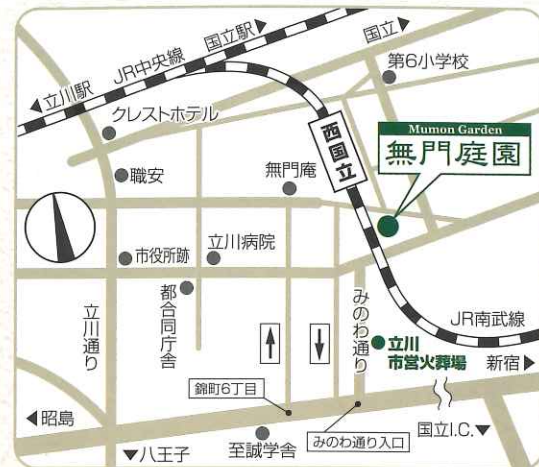 国立駅▶
国立▶
JR中央線
◀立川駅
第6小学校
クレストホテル
西国立
Mumon Garden
無門庭園
職安
無門庵
市役所跡
立川病院
都合同庁舎
立川通り
みのわ通り
JR南武線
立川
市営火葬場
新宿▶
錦町6丁目
◀昭島
国立I.C.▼
▼八王子
至誠学舎
みのわ通り入口